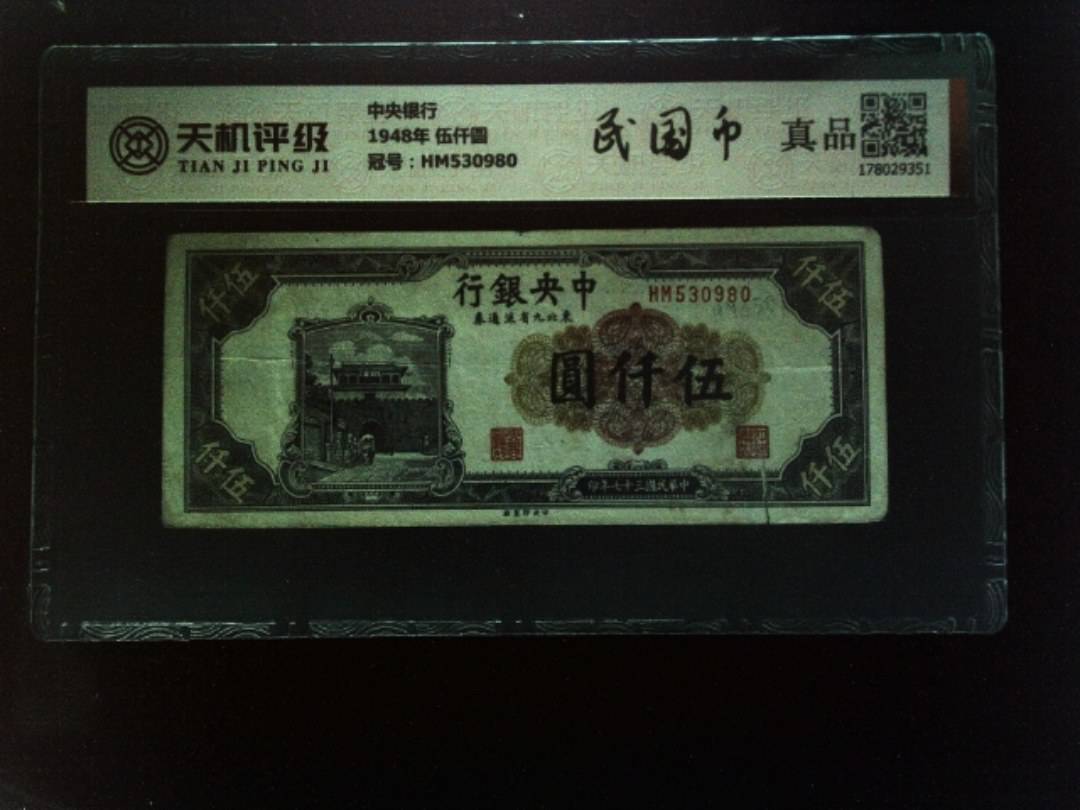 天机评级
TIAN JI PING JI
中央银行
1948年 伍仟圓
冠号：HM530980
民国币
真品
178029351
仟伍
仟伍
行銀央中
HM530980
券通流省九北東
圓仟伍
仟伍
仟伍
印年七十三國民華中